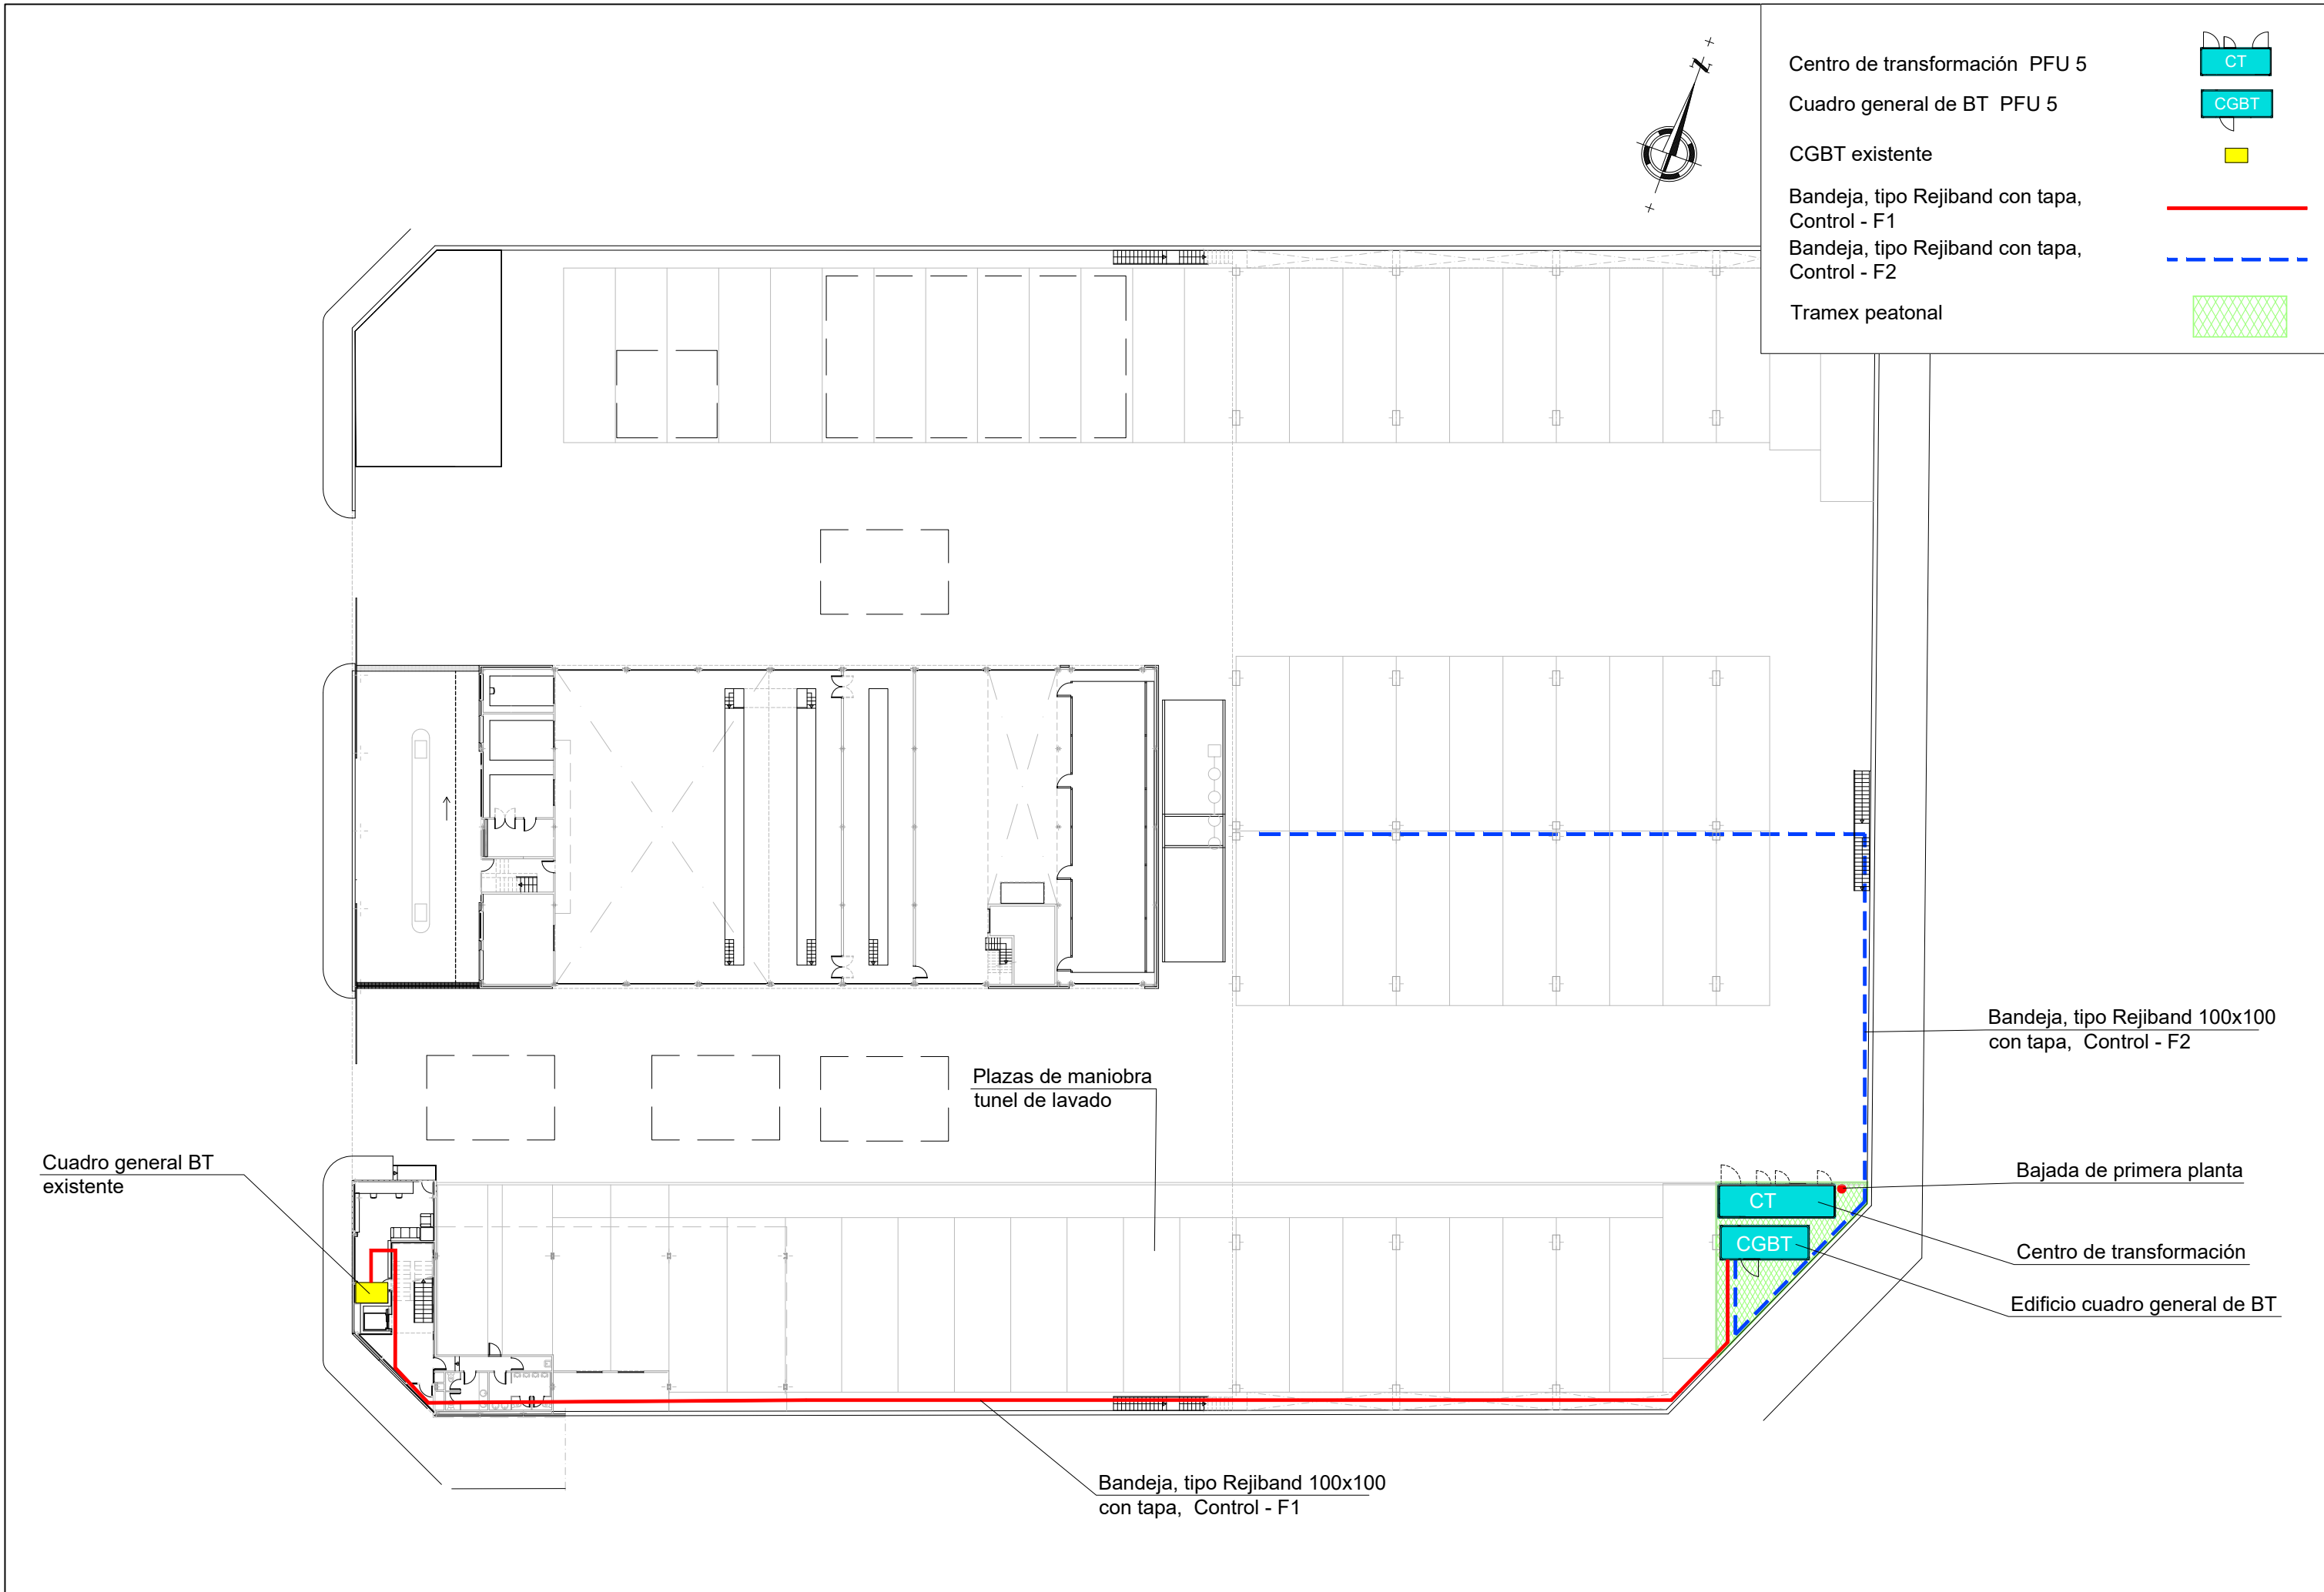 N
Centro de transformación PFU 5
CT
Cuadro general de BT PFU 5
CGBT
CGBT existente
Bandeja, tipo Rejiband con tapa,
Control - F1
Bandeja, tipo Rejiband con tapa,
Control - F2
Tramex peatonal
Bandeja, tipo Rejiband 100x100
con tapa, Control - F2
Plazas de maniobra
tunel de lavado
Cuadro general BT
existente
Bajada de primera planta
CT
CGBT
Centro de transformación
Edificio cuadro general de BT
Bandeja, tipo Rejiband 100x100
con tapa, Control - F1